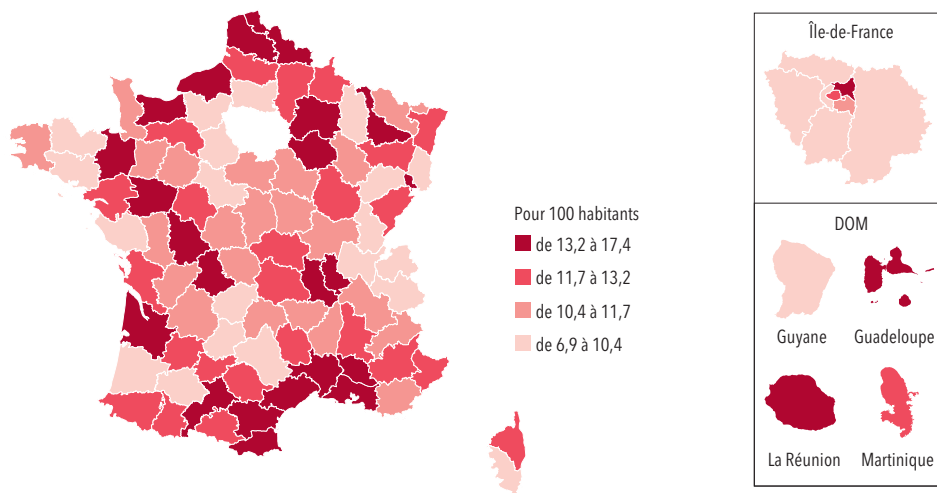 Pour 100 habitants
de 13,2 à 17,4
de 11,7 à 13,2
de 10,4 à 11,7
de 6,9 à 10,4
Île-de-France
DOM
Guyane
Guadeloupe
La Réunion
Martinique